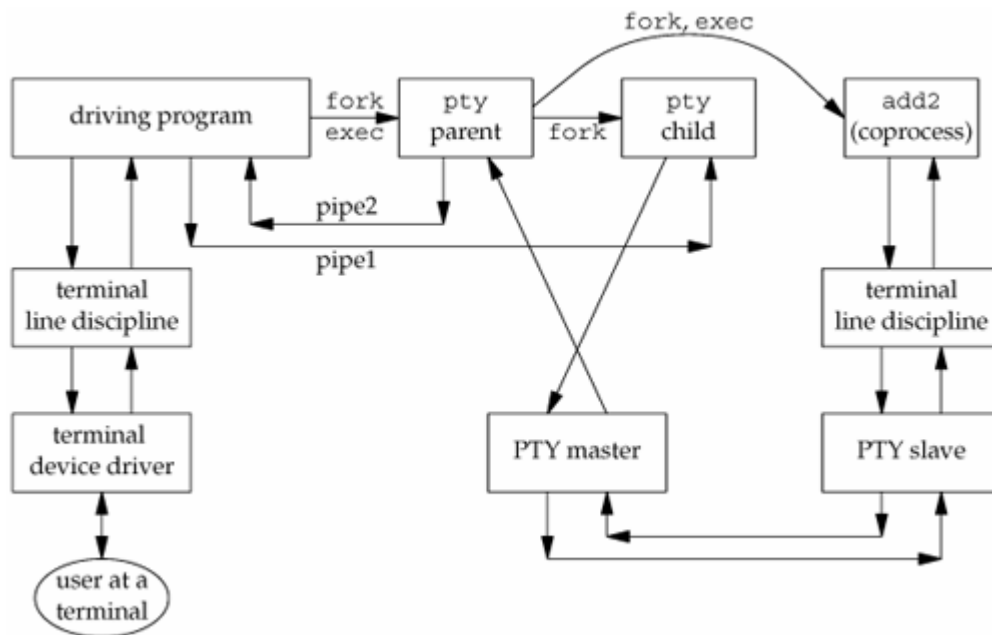 fork, exec
driving program
fork
exec
pty
parent
fork
pty
child
add2
(coprocess)
pipe2
pipe1
terminal
line discipline
terminal
line discipline
terminal
device driver
PTY master
PTY slave
user at a
terminal